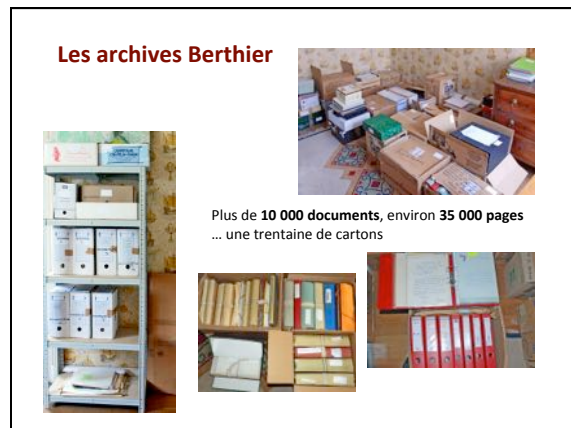 Les archives Berthier
Plus de 10 000 documents, environ 35 000 pages
… une trentaine de cartons